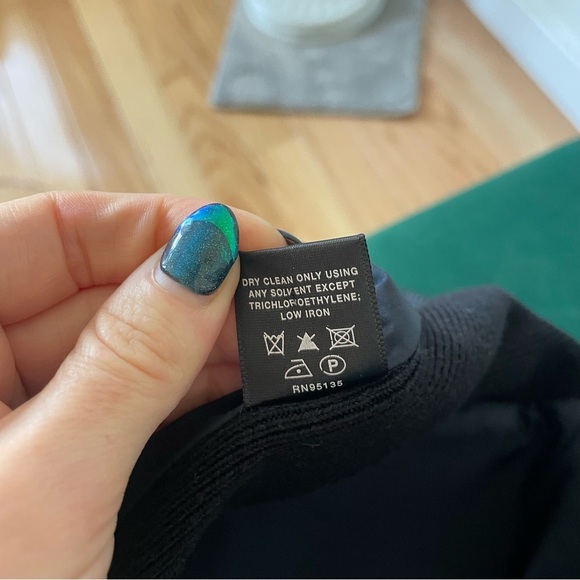 DRY CLEAN ONLY USING
ANY SOLVENT EXCEPT
TRICHLOROETHYLENE;
LOW IRON
P
RN95135